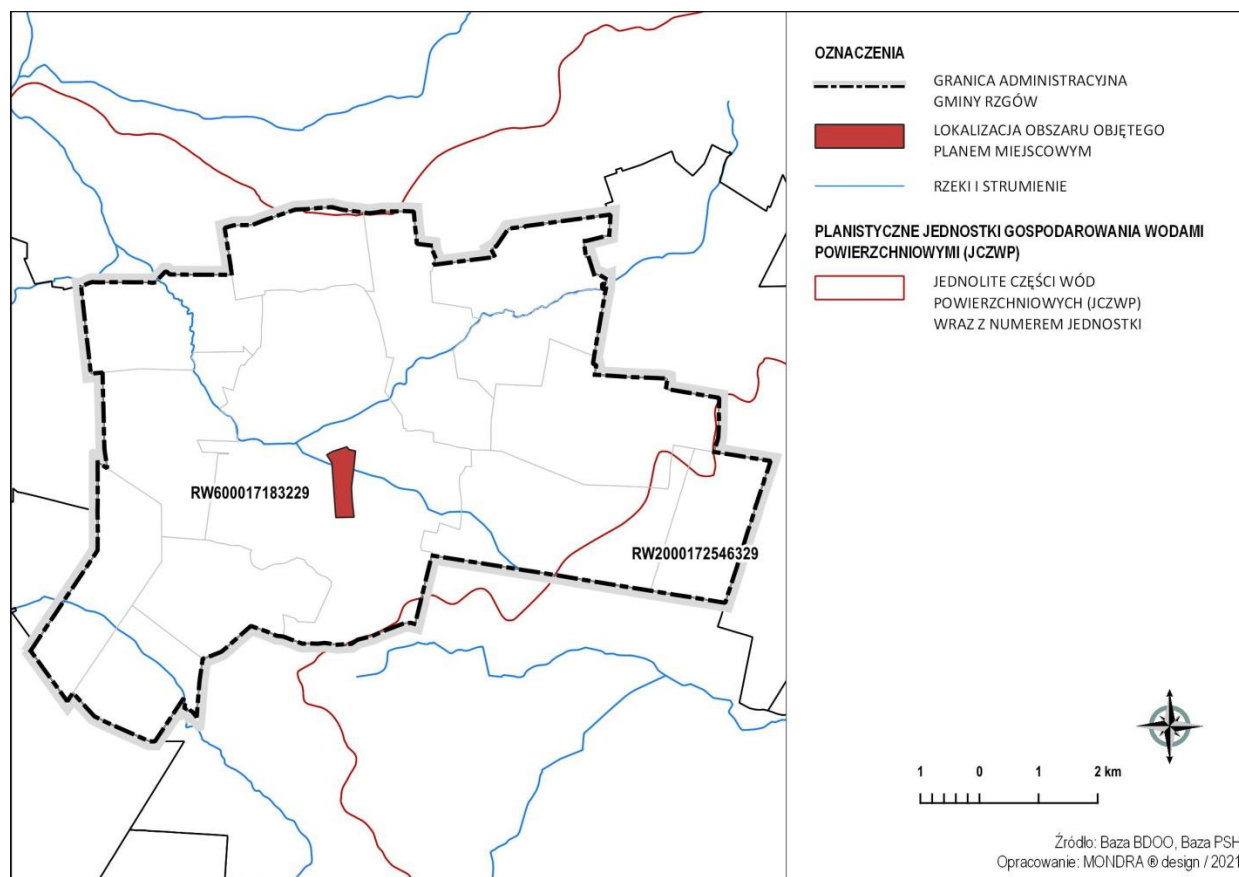 RW600017183229
RW2000172546329
OZNACZENIA
GRANICA ADMINISTRACYJNA
GMINY RZGÓW
LOKALIZACJA OBSZARU OBJĘTEGO
PLANEM MIEJSCOWYM
RZEKI I STRUMIENIE
PLANISTYCZNE JEDNOSTKI GOSPODAROWANIA WODAMI
POWIERZCHNIOWYMI (JCZWP)
JEDNOLITE CZĘŚCI WÓD
POWIERZCHNIOWYCH (JCZWP)
WRAZ Z NUMEREM JEDNOSTKI
1 0 1 2 km
Źródło: Baza BDOO, Baza PSH
Opracowanie: MONDRA ® design / 2021